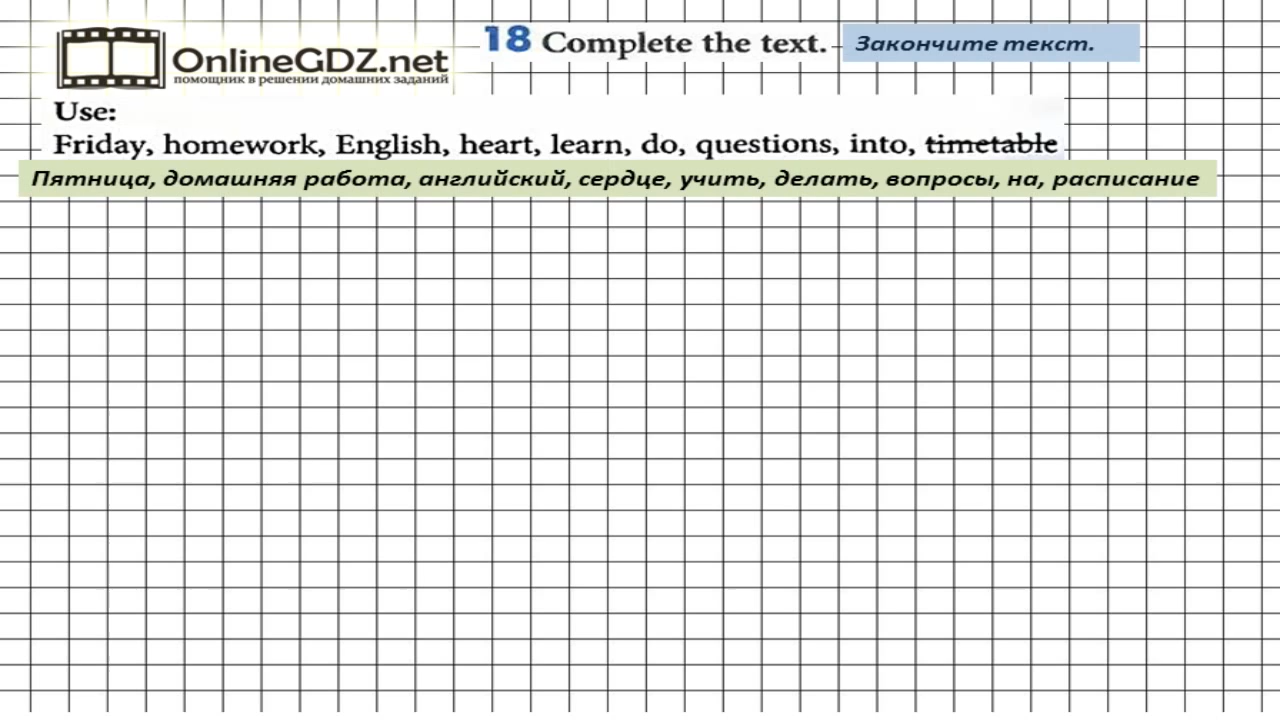 18 Complete the text. Закончите текст.
OnlineGDZ.net
помощник в решении домашних заданий
Use:
Friday, homework, English, heart, learn, do, questions, into, timetable
Пятница, домашняя работа, английский, сердце, учить, делать, вопросы, на, расписание